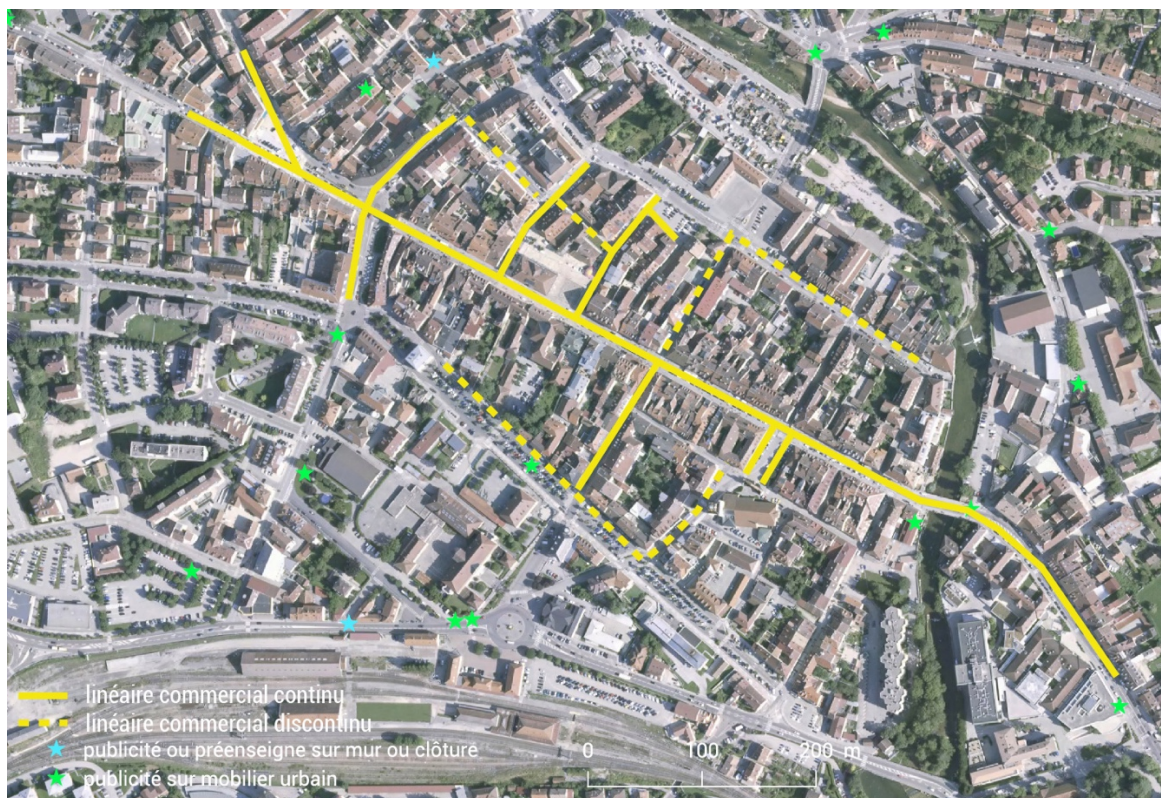 linéaire commercial continu
linéaire commercial discontinu
publicité ou préenseigne sur mur ou clôture
publicité sur mobilier urbain
0 100 200 m